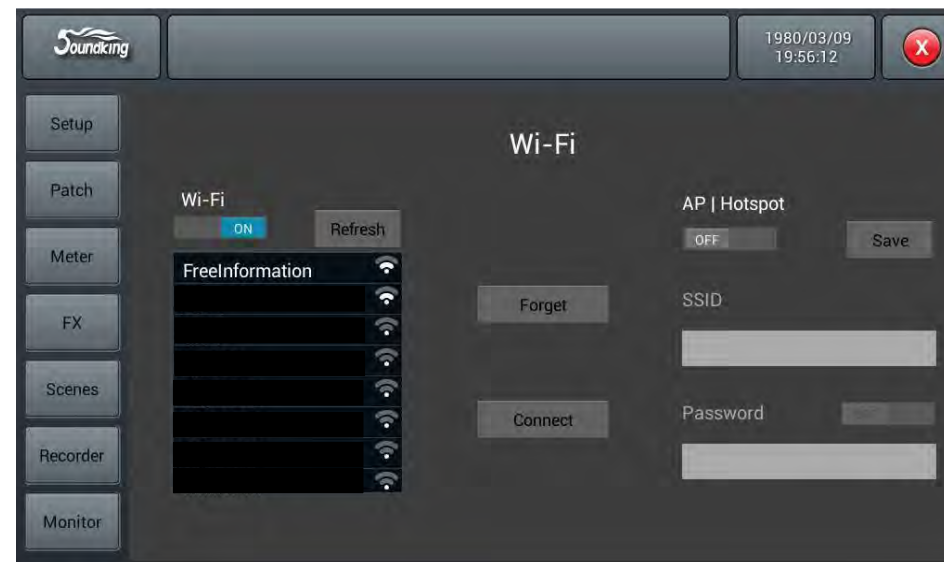 Soundking
1980/03/09
19:56:12
X
Setup
Patch
Meter
FX
Scenes
Recorder
Monitor
Wi-Fi
Wi-Fi
ON
Refresh
FreeInformation
Forget
Connect
AP | Hotspot
OFF
Save
SSID
Password